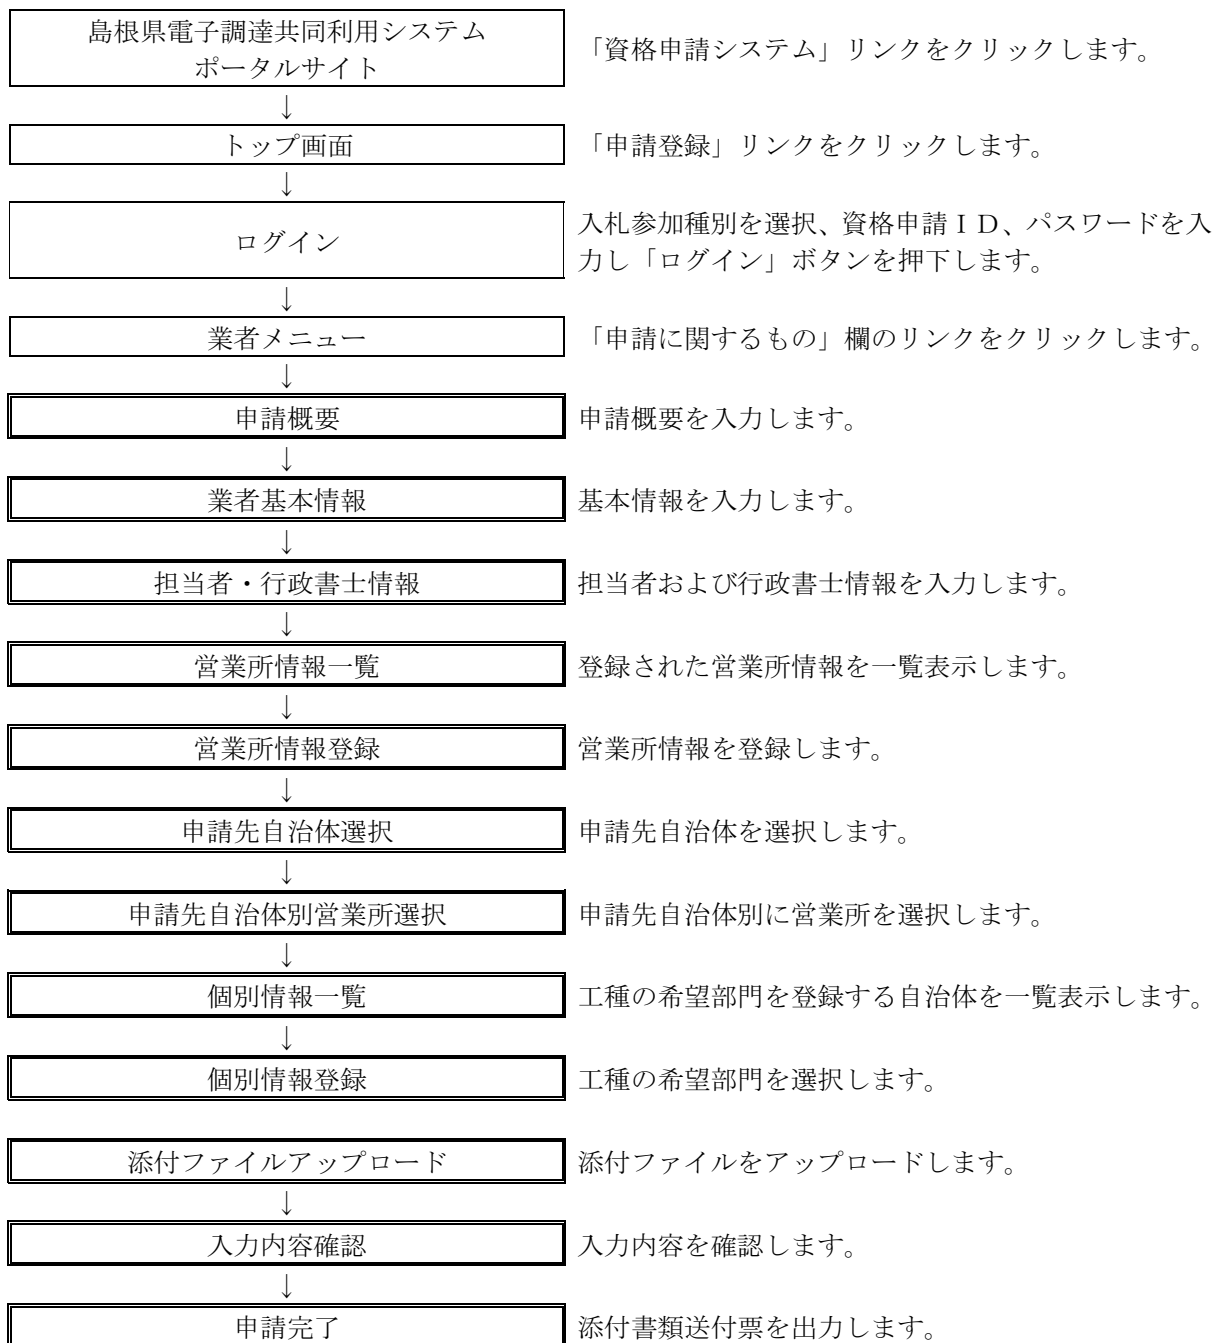 島根県電子調達共同利用システム
ポータルサイト
「資格申請システム」リンクをクリックします。
↓
トップ画面
「申請登録」リンクをクリックします。
↓
ログイン
入札参加種別を選択、資格申請ＩＤ、パスワードを入
力し「ログイン」ボタンを押下します。
↓
業者メニュー
「申請に関するもの」欄のリンクをクリックします。
↓
申請概要
申請概要を入力します。
↓
業者基本情報
基本情報を入力します。
↓
担当者・行政書士情報
担当者および行政書士情報を入力します。
↓
営業所情報一覧
登録された営業所情報を一覧表示します。
↓
営業所情報登録
営業所情報を登録します。
↓
申請先自治体選択
申請先自治体を選択します。
↓
申請先自治体別営業所選択
申請先自治体別に営業所を選択します。
↓
個別情報一覧
工種の希望部門を登録する自治体を一覧表示します。
↓
個別情報登録
工種の希望部門を選択します。
添付ファイルアップロード
添付ファイルをアップロードします。
↓
入力内容確認
入力内容を確認します。
↓
申請完了
添付書類送付票を出力します。